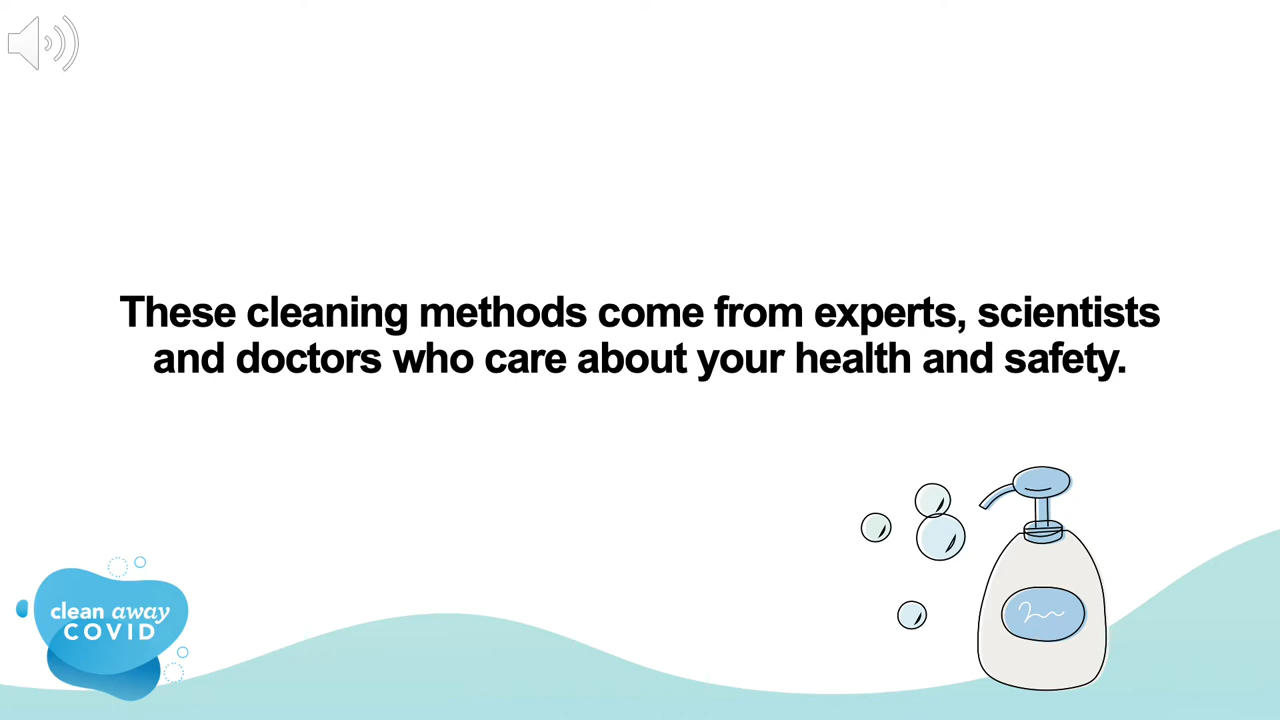 These cleaning methods come from experts, scientists
and doctors who care about your health and safety.
clean away
COVID